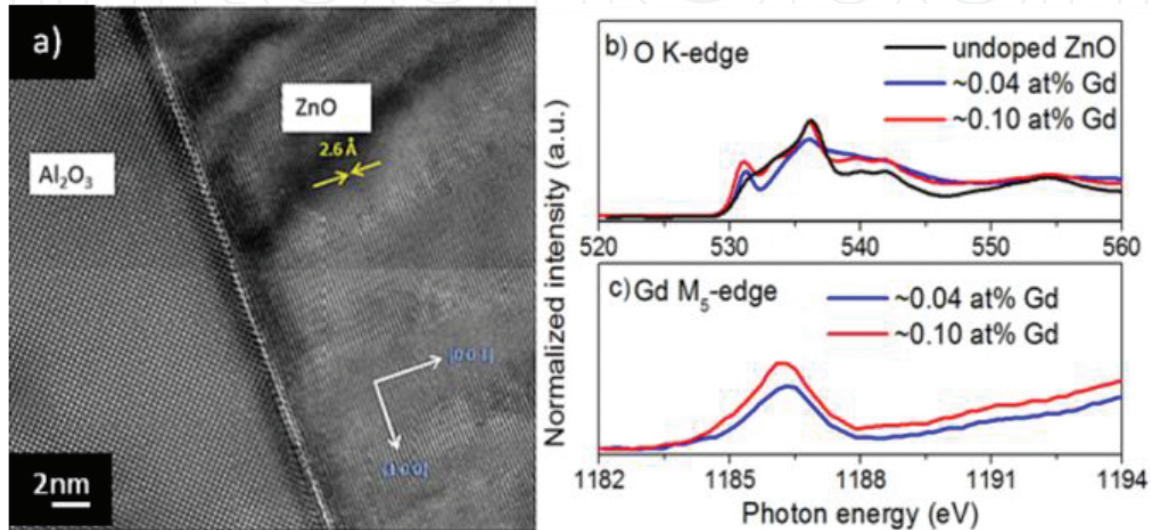 a)
ZnO
2.6 Å
Al₂O₃
[0 0 1]
[1 0 0]
2nm
Normalized intensity (a.u.)
b) O K-edge
undoped ZnO
~0.04 at% Gd
~0.10 at% Gd
520 530 540 550 560
c) Gd M₅-edge
~0.04 at% Gd
~0.10 at% Gd
1182 1185 1188 1191 1194
Photon energy (eV)